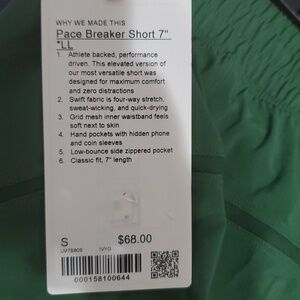 WHY WE MADE THIS
Pace Breaker Short 7"
*LL
1. Athlete backed, performance
driven. This elevated version of
our most versatile short was
designed for maximum comfort
and zero distractions
2. Swift fabric is four-way stretch,
sweat-wicking, and quick-drying
3. Grid mesh inner waistband feels
soft next to skin
4. Hand pockets with hidden phone
and coin sleeves
5. Low-bounce side zippered pocket
6. Classic fit, 7" length
S
$68.00
000158100644